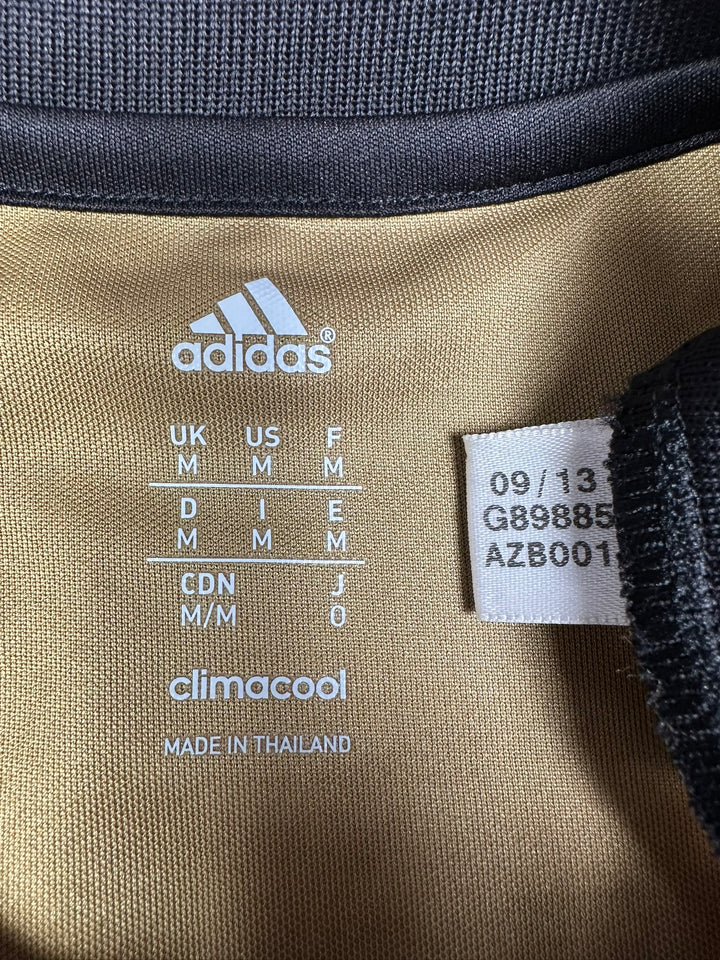 adidas®
UK US F
M M M
D I E
M M M
CDN J
M/M O
climacool
MADE IN THAILAND
09/13
G89885
AZB001